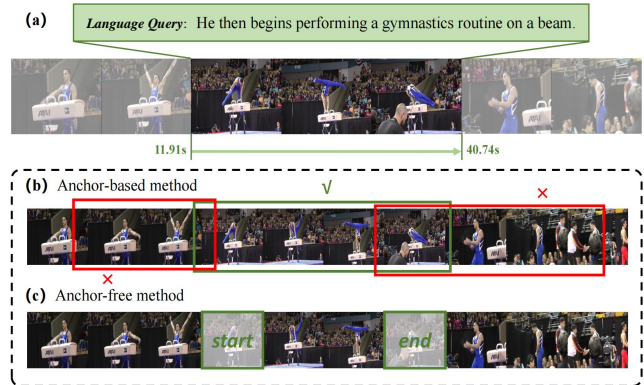 (a)
Language Query: He then begins performing a gymnastics routine on a beam.
11.91s
40.74s
(b) Anchor-based method
√
×
×
(c) Anchor-free method
start
end